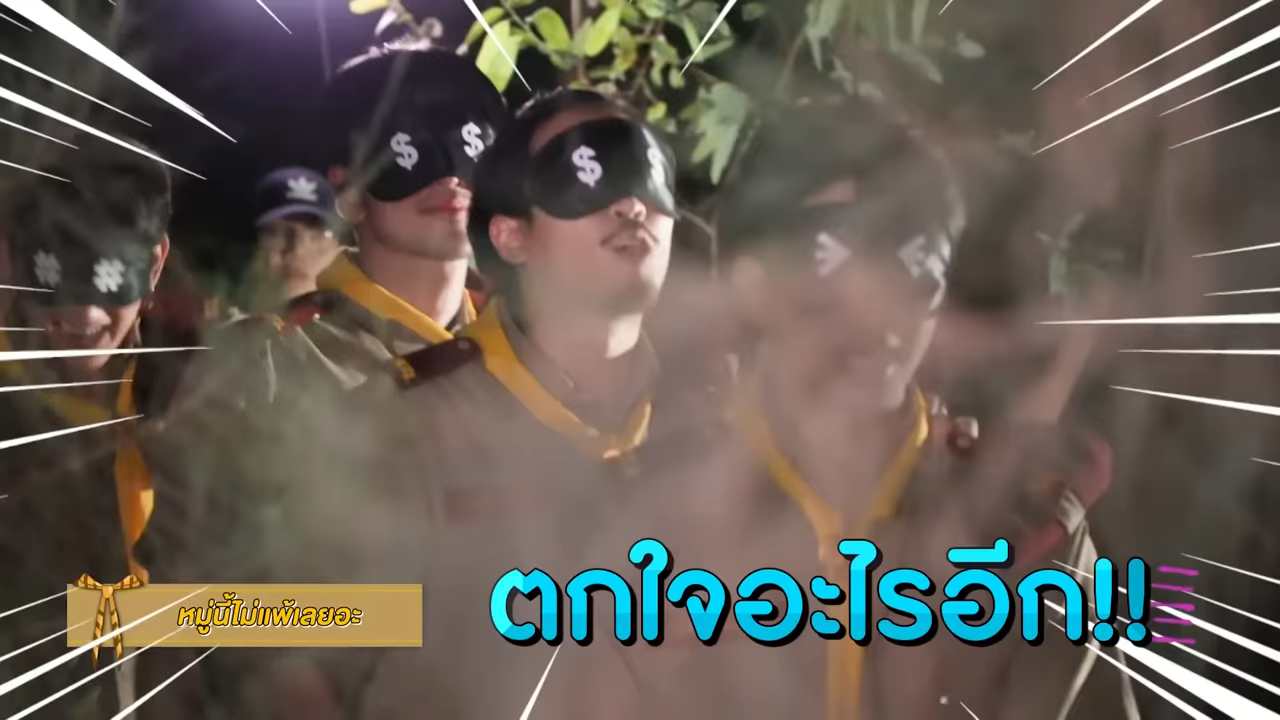 $ $
$ $
# #
> <
หมู่นี้ไม่แพ้เลยอะ
ตกใจอะไรอีก!!